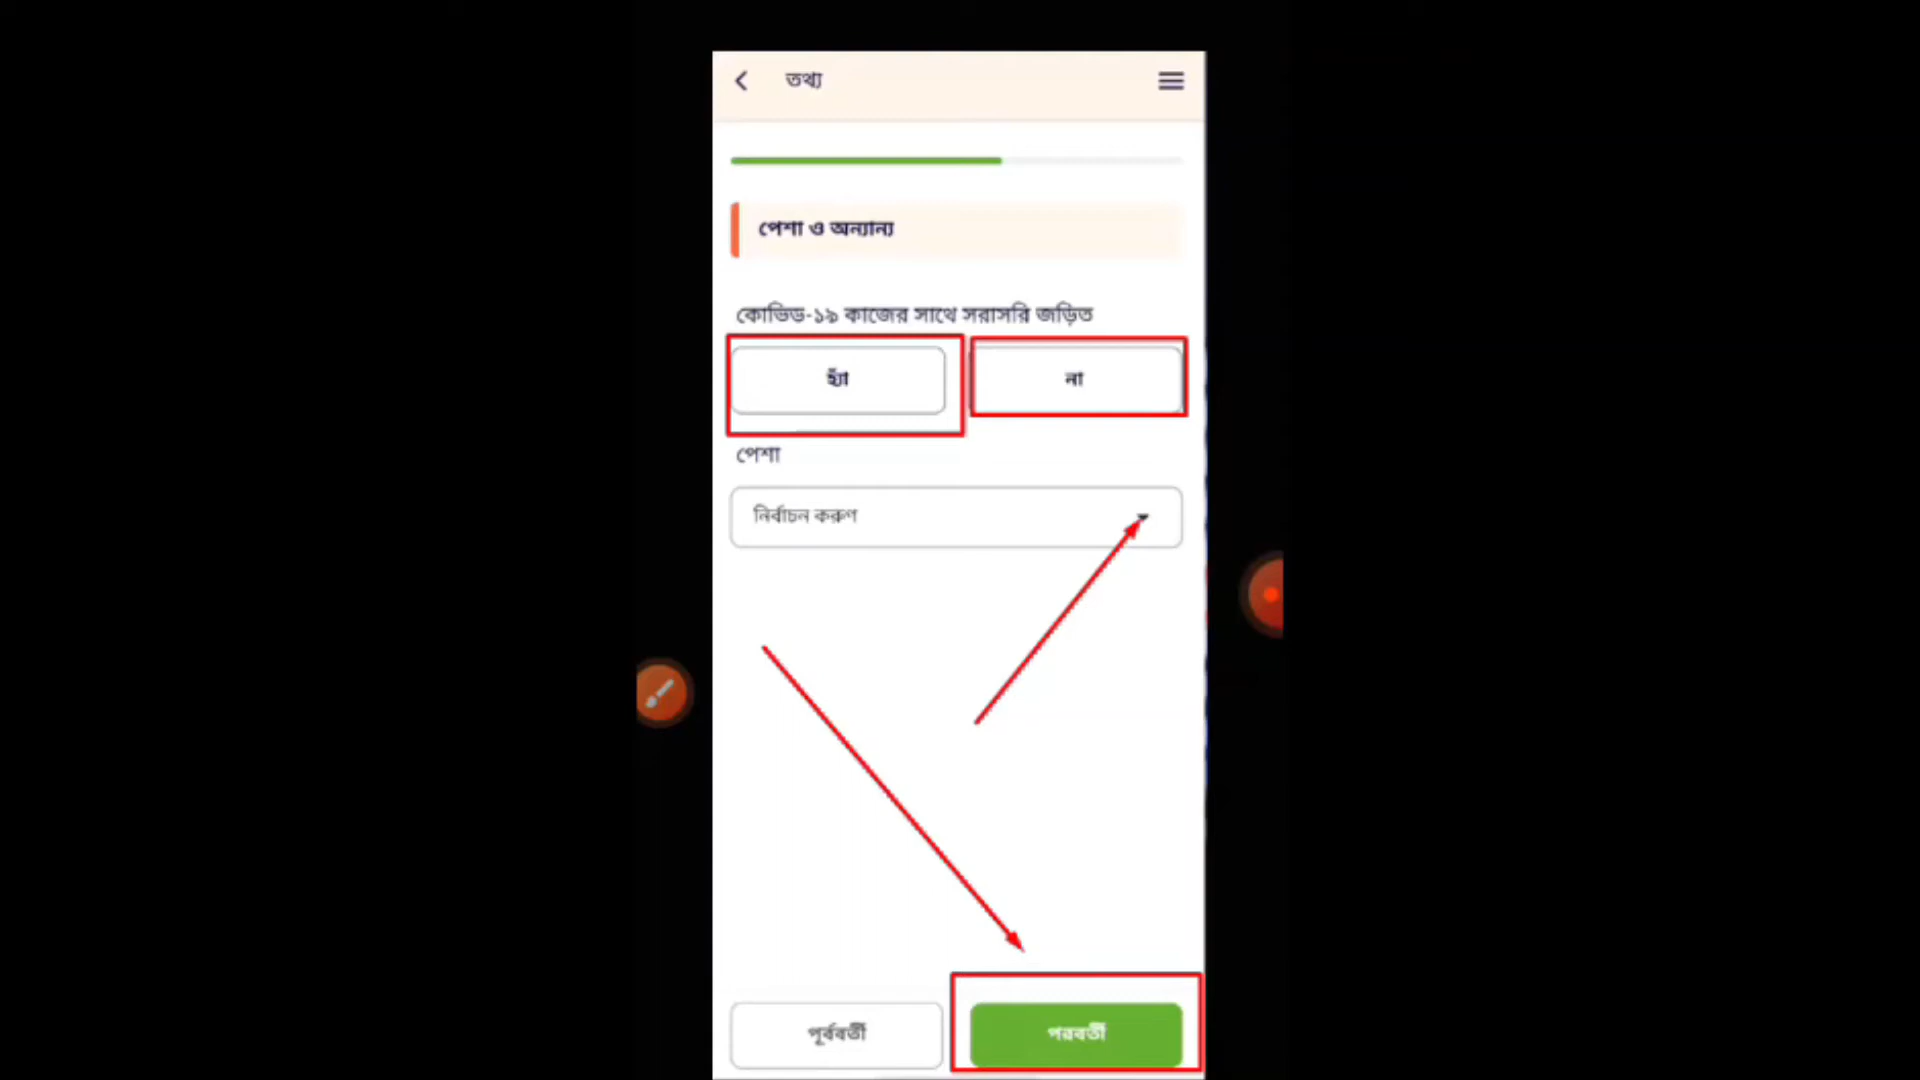 তথ্য
পেশা ও অন্যান্য
কোভিড-১৯ কাজের সাথে সরাসরি জড়িত
হ্যাঁ না
পেশা
নির্বাচন করুণ
পূর্ববর্তী পরবর্তী